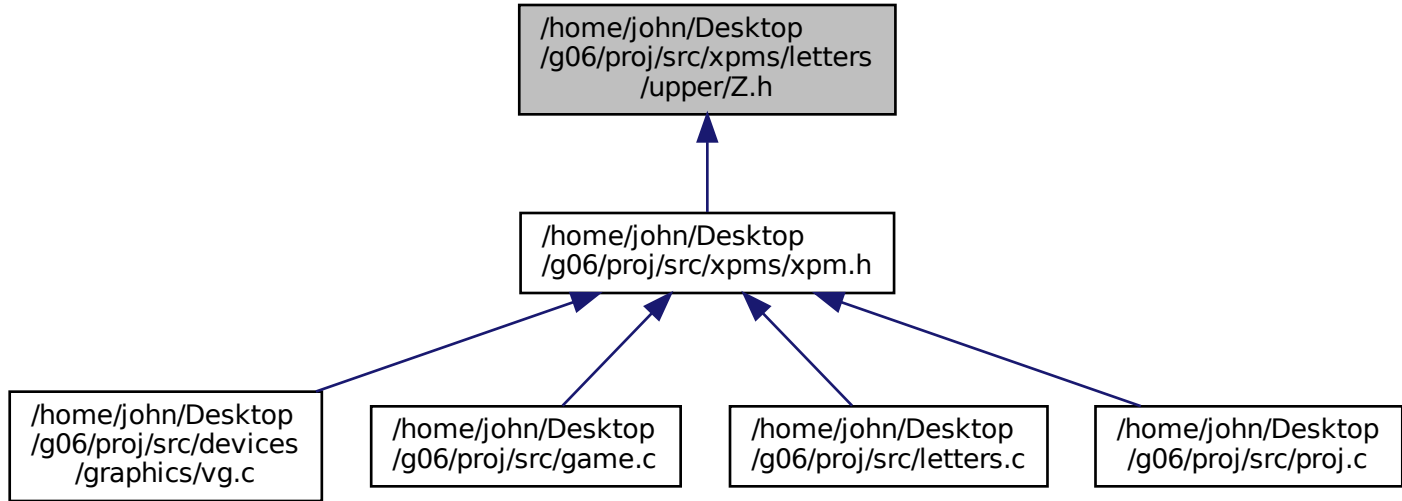 /home/john/Desktop
/g06/proj/src/xpms/letters
/upper/Z.h
/home/john/Desktop
/g06/proj/src/xpms/xpm.h
/home/john/Desktop
/g06/proj/src/devices
/graphics/vg.c
/home/john/Desktop
/g06/proj/src/game.c
/home/john/Desktop
/g06/proj/src/letters.c
/home/john/Desktop
/g06/proj/src/proj.c